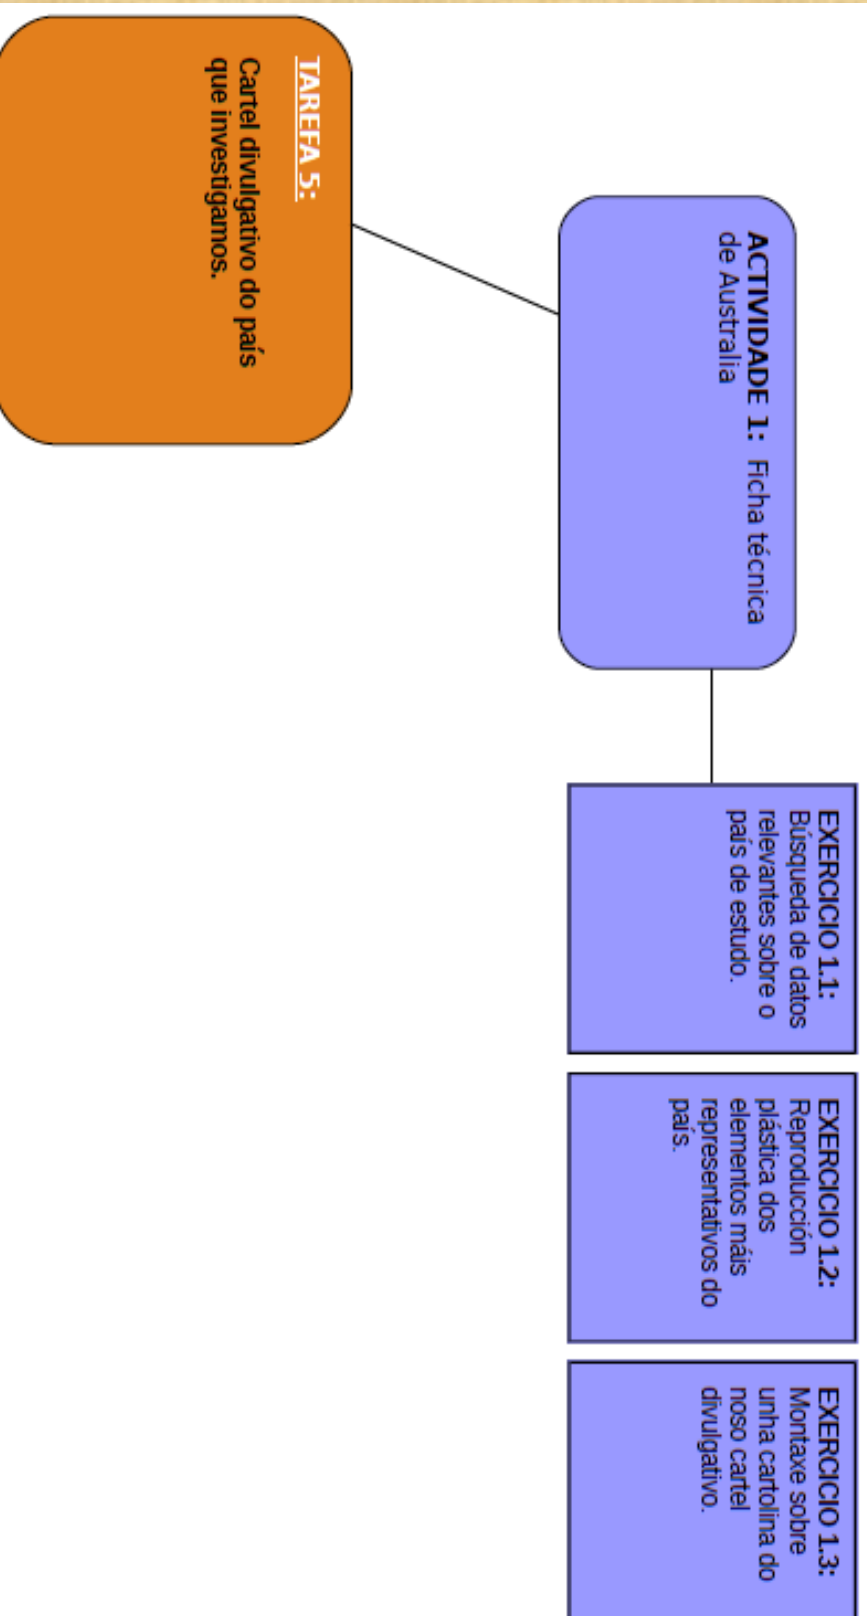 TAREFA 5:
Cartel divulgativo do país
que investigamos.
ACTIVIDADE 1: Ficha técnica
de Australia
EXERCICIO 1.1:
Búsqueda de datos
relevantes sobre o
país de estudo.
EXERCICIO 1.2:
Reproducción
plástica dos
elementos máis
representativos do
país.
EXERCICIO 1.3:
Montaxe sobre
unha cartolina do
noso cartel
divulgativo.